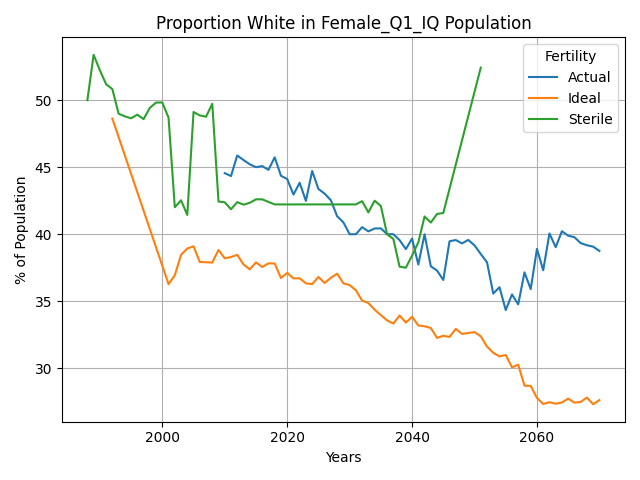 Proportion White in Female_Q1_IQ Population
Fertility
Actual
Ideal
Sterile
% of Population
50
45
40
35
30
2000
2020
2040
2060
Years